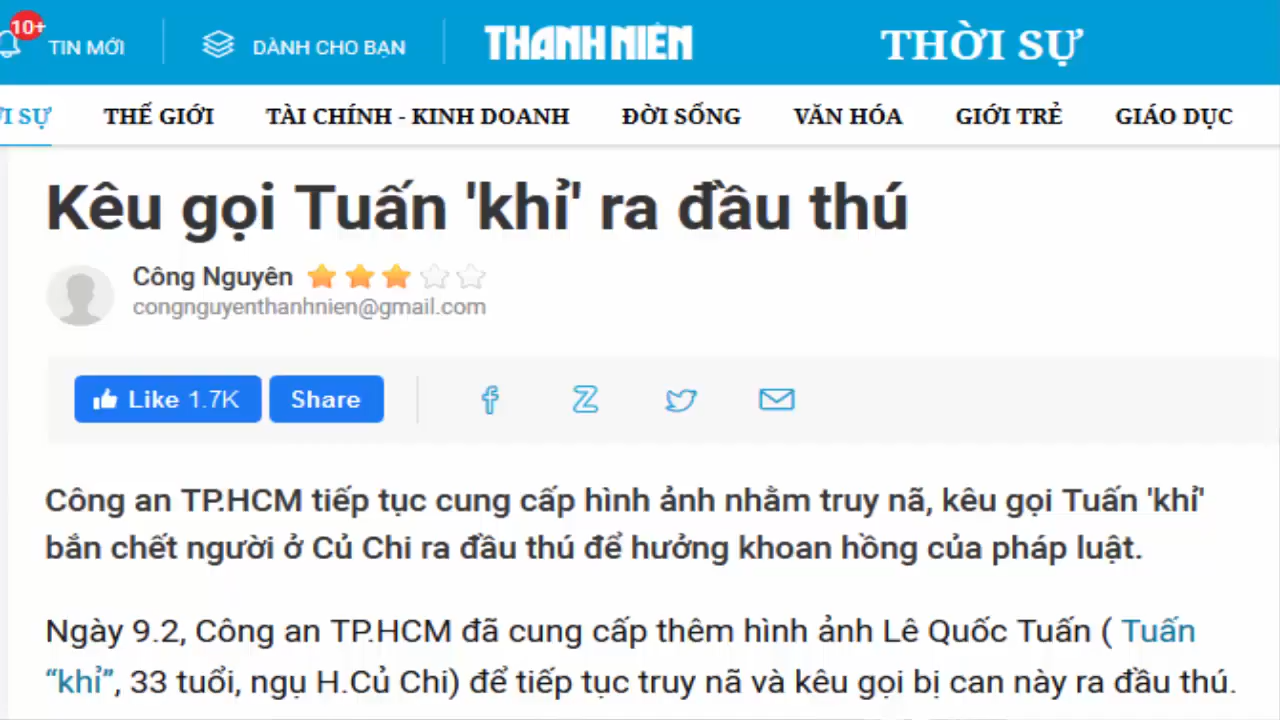 10+
TIN MỚI
DÀNH CHO BẠN
THANH NIÊN
THỜI SỰ
ỜI SỰ
THẾ GIỚI
TÀI CHÍNH - KINH DOANH
ĐỜI SỐNG
VĂN HÓA
GIỚI TRẺ
GIÁO DỤC
Kêu gọi Tuấn 'khỉ' ra đầu thú
Công Nguyên
congnguyenthanhnien@gmail.com
Like 1.7K
Share
Công an TP.HCM tiếp tục cung cấp hình ảnh nhằm truy nã, kêu gọi Tuấn 'khỉ'
bắn chết người ở Củ Chi ra đầu thú để hưởng khoan hồng của pháp luật.
Ngày 9.2, Công an TP.HCM đã cung cấp thêm hình ảnh Lê Quốc Tuấn ( Tuấn
“khỉ”, 33 tuổi, ngụ H.Củ Chi) để tiếp tục truy nã và kêu gọi bị can này ra đầu thú.